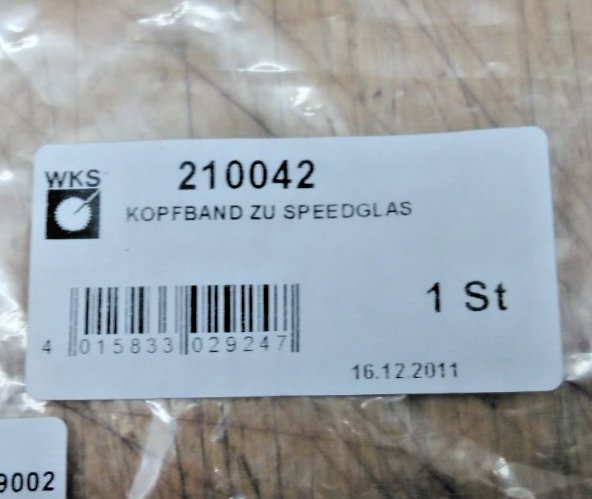 WKS
210042
KOPFBAND ZU SPEEDGLAS
1 St
4 015833 029247
16.12.2011
9002